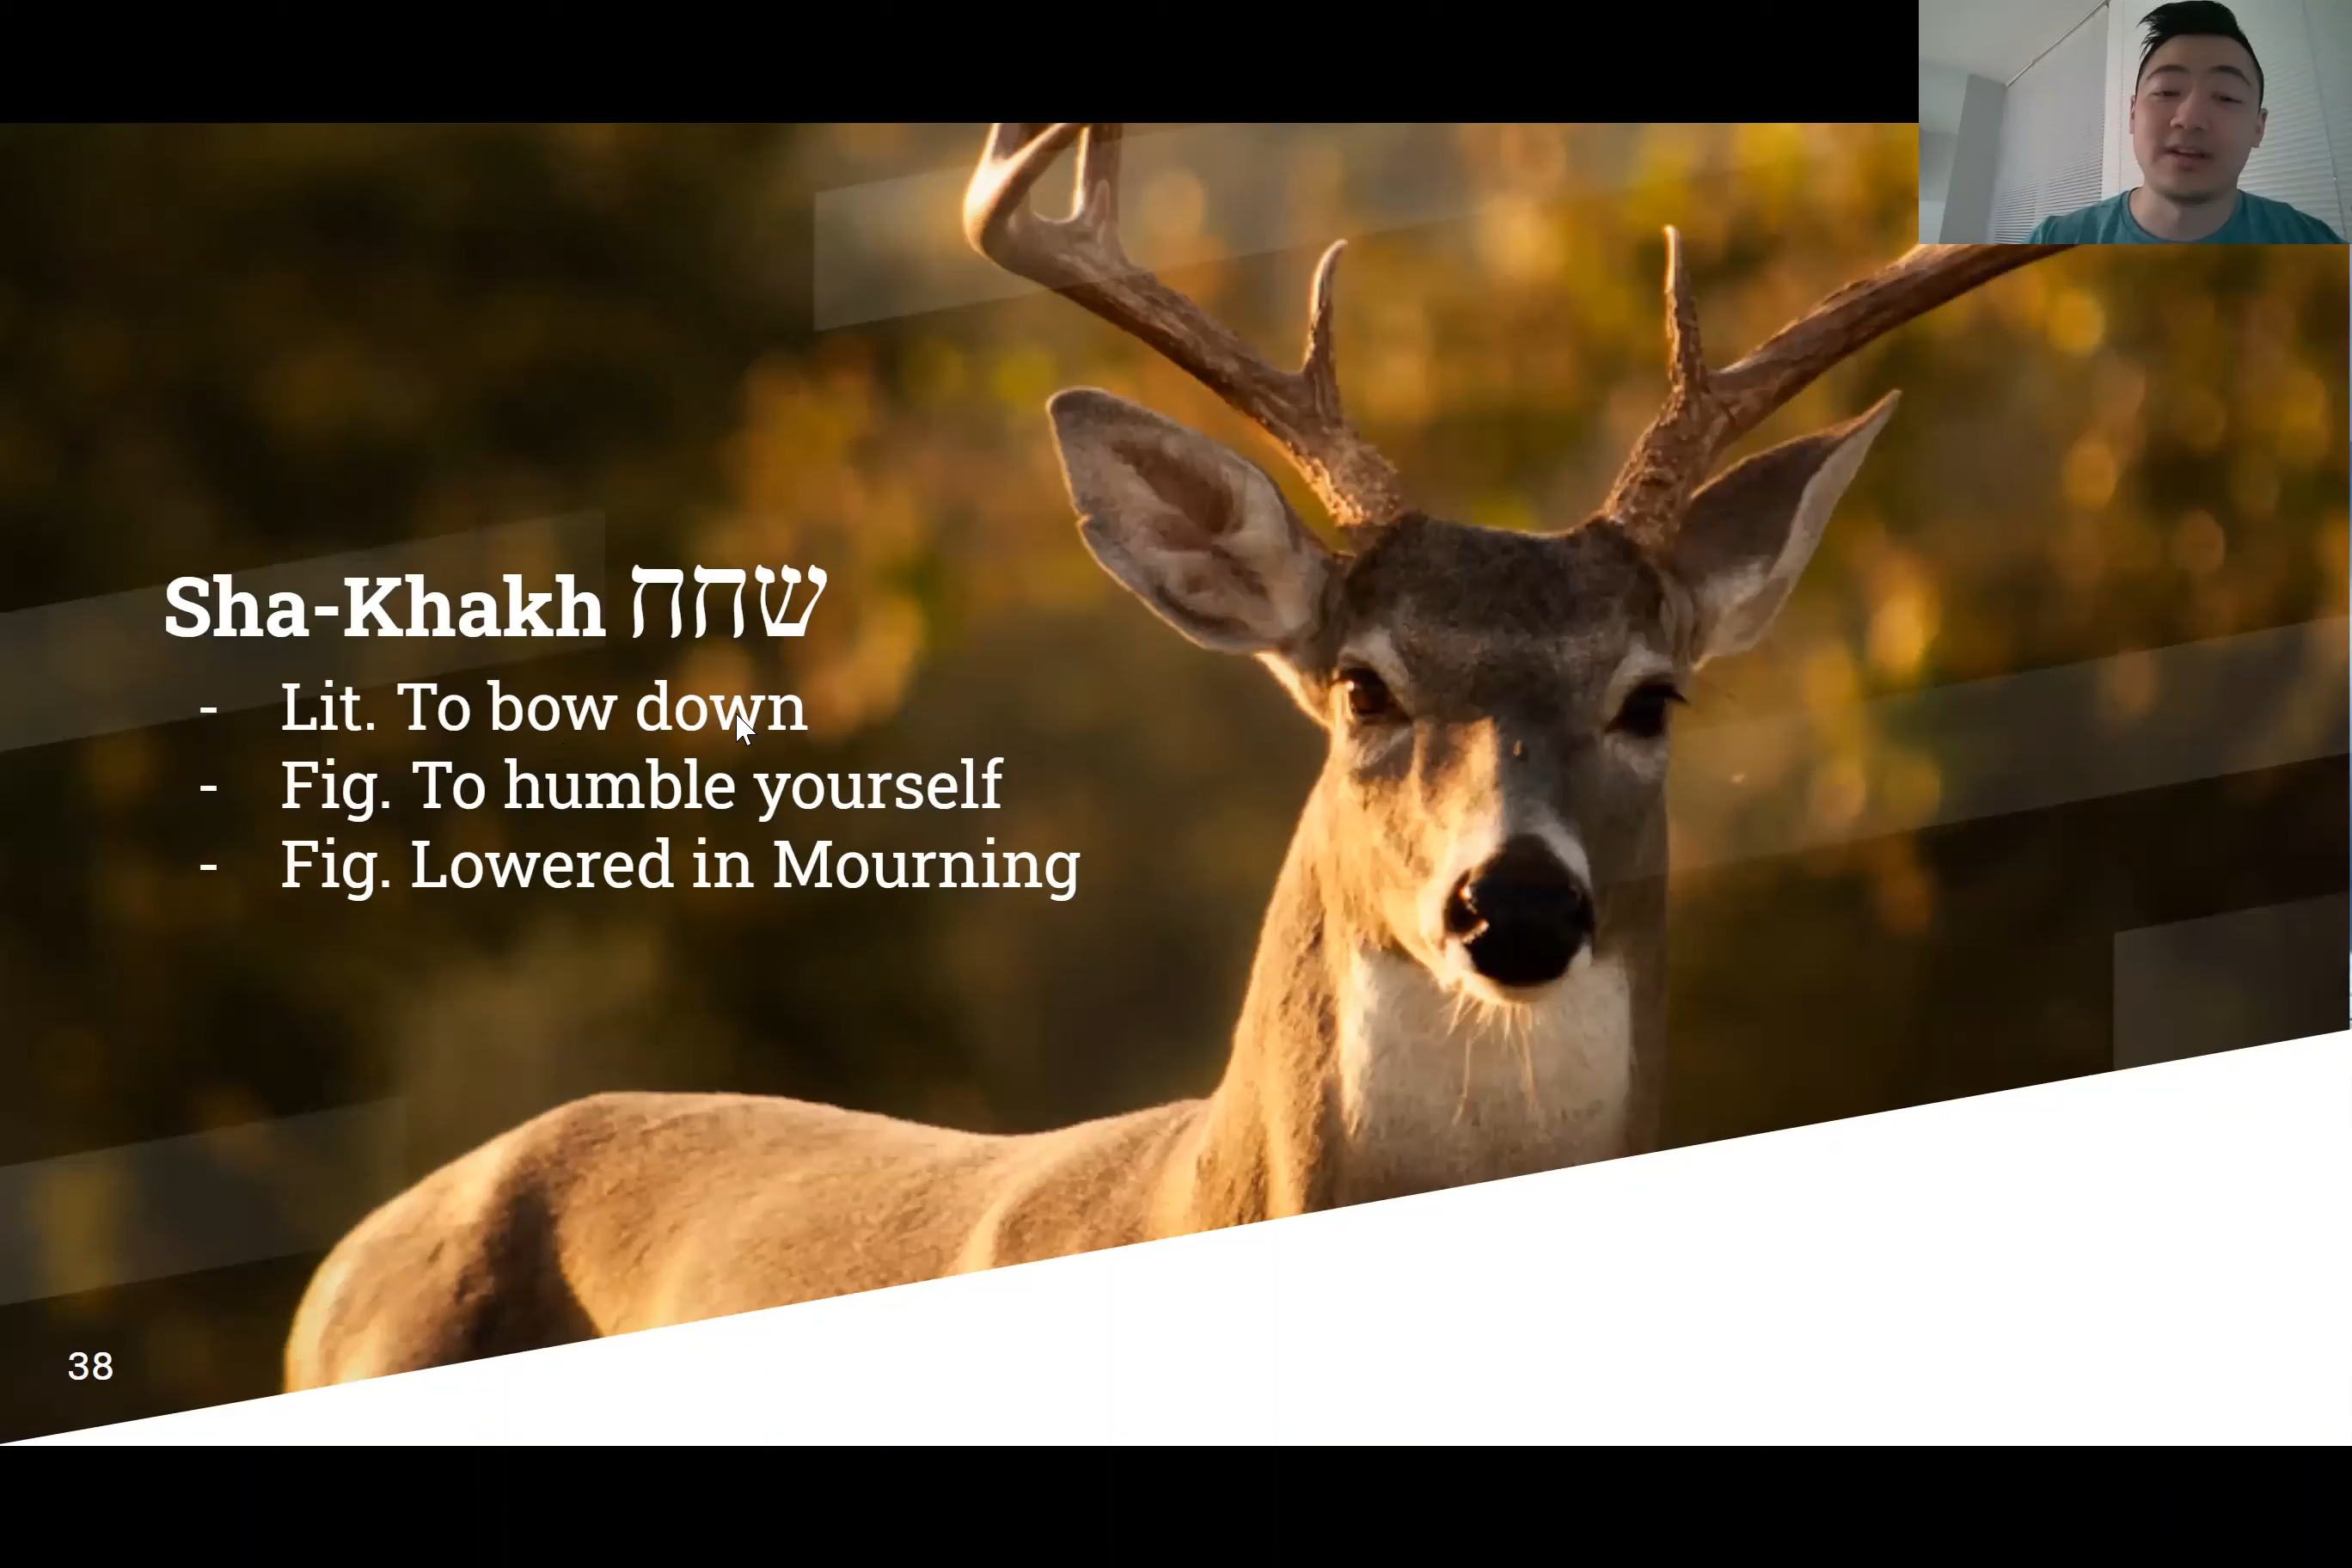 Sha-Khakh שחח
- Lit. To bow down
- Fig. To humble yourself
- Fig. Lowered in Mourning
38